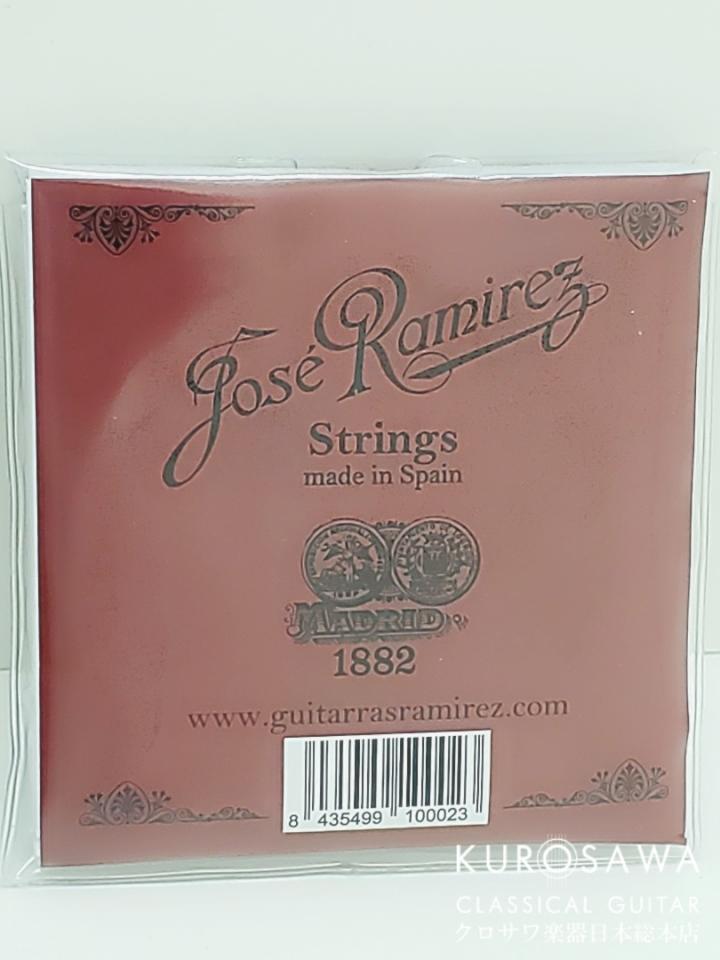 José Ramirez
Strings
made in Spain
MADRID
1882
www.guitarrasramirez.com
8 435499 100023
KUROSAWA
CLASSICAL GUITAR
クロサワ楽器日本総本店